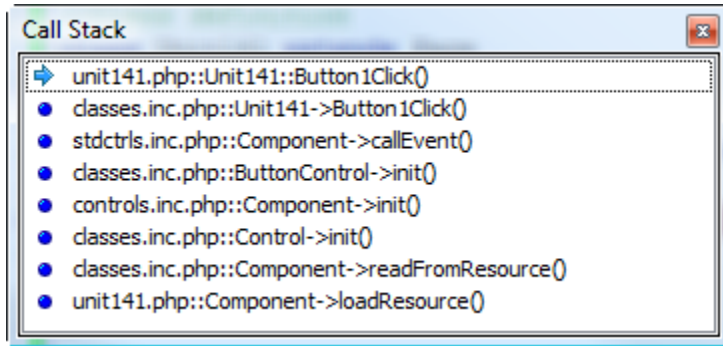 Call Stack
unit141.php::Unit141::Button1Click()
classes.inc.php::Unit141->Button1Click()
stdctrls.inc.php::Component->callEvent()
classes.inc.php::ButtonControl->init()
controls.inc.php::Component->init()
classes.inc.php::Control->init()
classes.inc.php::Component->readFromResource()
unit141.php::Component->loadResource()